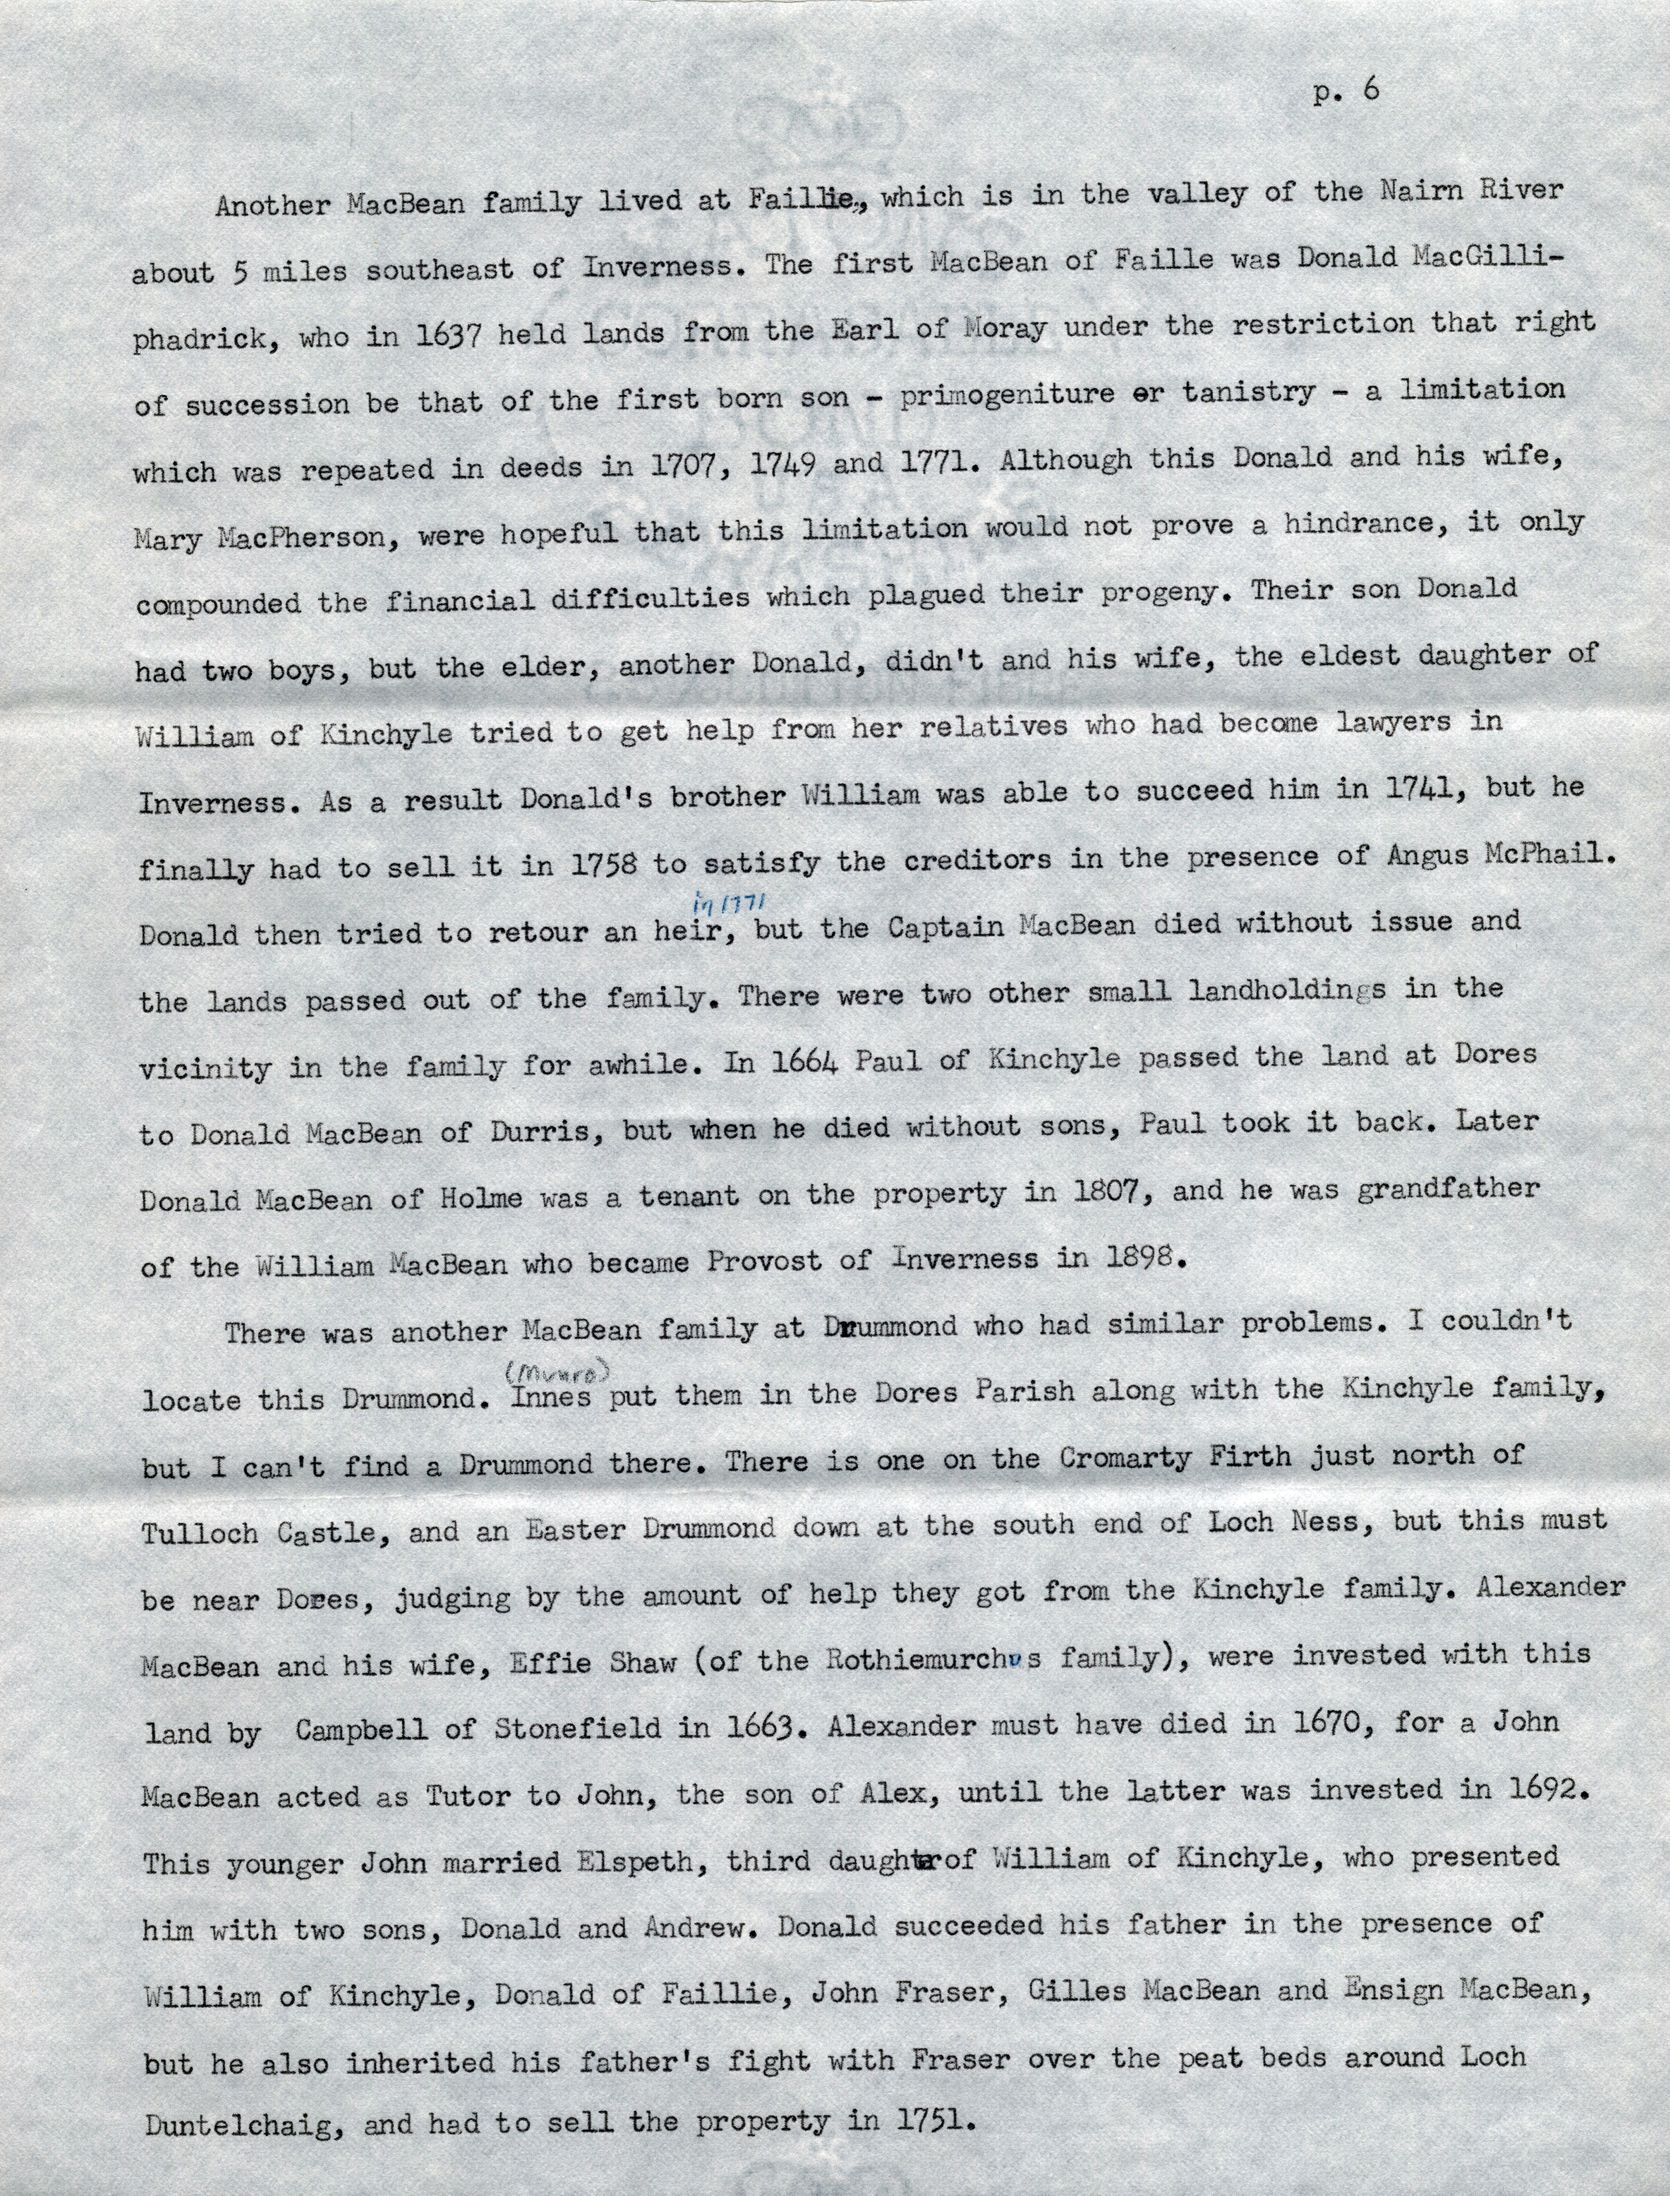 p. 6
Another MacBean family lived at Faillie, which is in the valley of the Nairn River
about 5 miles southeast of Inverness. The first MacBean of Faille was Donald MacGilli-
phadrick, who in 1637 held lands from the Earl of Moray under the restriction that right
of succession be that of the first born son - primogeniture or tanistry - a limitation
which was repeated in deeds in 1707, 1749 and 1771. Although this Donald and his wife,
Mary MacPherson, were hopeful that this limitation would not prove a hindrance, it only
compounded the financial difficulties which plagued their progeny. Their son Donald
had two boys, but the elder, another Donald, didn't and his wife, the eldest daughter of
William of Kinchyle tried to get help from her relatives who had become lawyers in
Inverness. As a result Donald's brother William was able to succeed him in 1741, but he
finally had to sell it in 1758 to satisfy the creditors in the presence of Angus McPhail.
in 1771
Donald then tried to retour an heir, but the Captain MacBean died without issue and
the lands passed out of the family. There were two other small landholdings in the
vicinity in the family for awhile. In 1664 Paul of Kinchyle passed the land at Dores
to Donald MacBean of Durris, but when he died without sons, Paul took it back. Later
Donald MacBean of Holme was a tenant on the property in 1807, and he was grandfather
of the William MacBean who became Provost of Inverness in 1898.
There was another MacBean family at Drummond who had similar problems. I couldn't
(Munro)
locate this Drummond. Innes put them in the Dores Parish along with the Kinchyle family,
but I can't find a Drummond there. There is one on the Cromarty Firth just north of
Tulloch Castle, and an Easter Drummond down at the south end of Loch Ness, but this must
be near Dores, judging by the amount of help they got from the Kinchyle family. Alexander
MacBean and his wife, Effie Shaw (of the Rothiemurchus family), were invested with this
land by Campbell of Stonefield in 1663. Alexander must have died in 1670, for a John
MacBean acted as Tutor to John, the son of Alex, until the latter was invested in 1692.
This younger John married Elspeth, third daughter of William of Kinchyle, who presented
him with two sons, Donald and Andrew. Donald succeeded his father in the presence of
William of Kinchyle, Donald of Faillie, John Fraser, Gilles MacBean and Ensign MacBean,
but he also inherited his father's fight with Fraser over the peat beds around Loch
Duntelchaig, and had to sell the property in 1751.